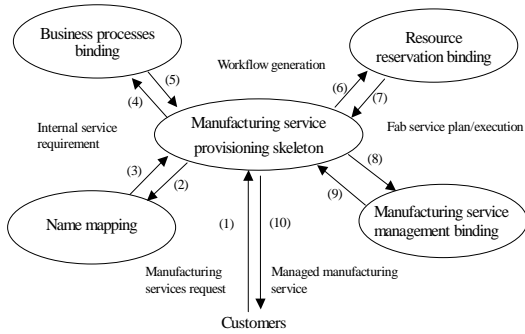 Business processes
binding
Resource
reservation binding
(5)
Workflow generation
(6)
(4)
(7)
Internal service
requirement
Manufacturing service
provisioning skeleton
Fab service plan/execution
(3)
(8)
(2)
(9)
Name mapping
(1)
(10)
Manufacturing service
management binding
Manufacturing
services request
Managed manufacturing
service
Customers